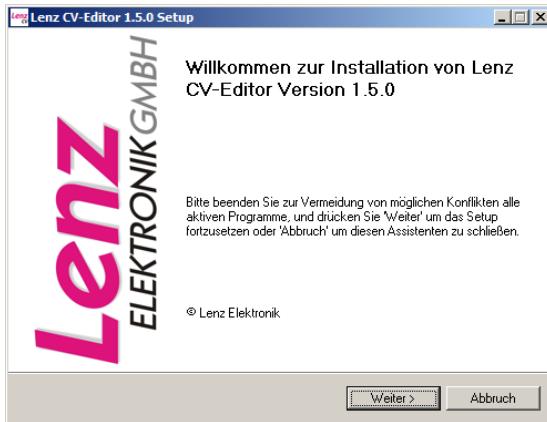 Lenz CV-Editor 1.5.0 Setup
Lenz
ELEKTRONIK GMBH
Willkommen zur Installation von Lenz
CV-Editor Version 1.5.0
Bitte beenden Sie zur Vermeidung von möglichen Konflikten alle
aktiven Programme, und drücken Sie 'Weiter' um das Setup
fortzusetzen oder 'Abbruch' um diesen Assistenten zu schließen.
© Lenz Elektronik
Weiter >
Abbruch